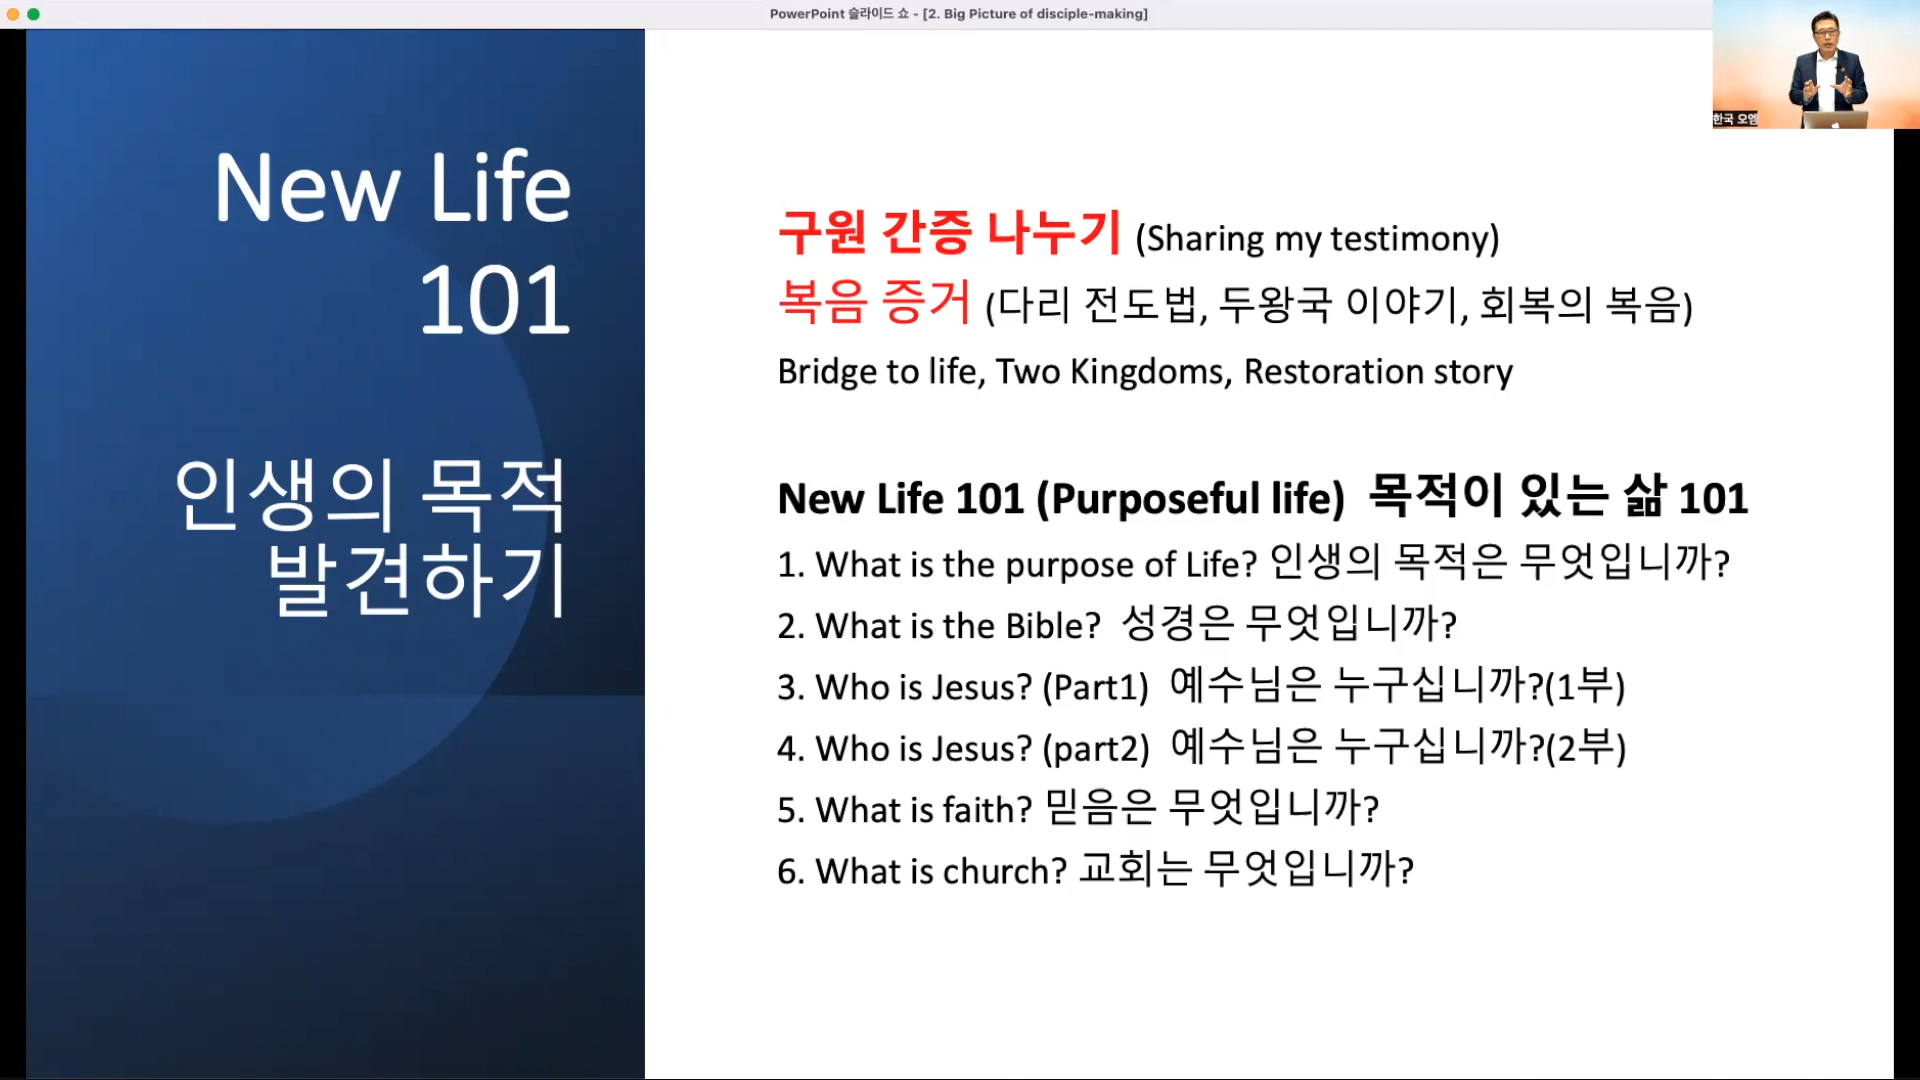 PowerPoint 슬라이드 쇼 - [2. Big Picture of disciple-making]
한국 오엠
New Life
101
인생의 목적
발견하기
구원 간증 나누기 (Sharing my testimony)
복음 증거 (다리 전도법, 두왕국 이야기, 회복의 복음)
Bridge to life, Two Kingdoms, Restoration story
New Life 101 (Purposeful life) 목적이 있는 삶 101
1. What is the purpose of Life? 인생의 목적은 무엇입니까?
2. What is the Bible? 성경은 무엇입니까?
3. Who is Jesus? (Part1) 예수님은 누구십니까?(1부)
4. Who is Jesus? (part2) 예수님은 누구십니까?(2부)
5. What is faith? 믿음은 무엇입니까?
6. What is church? 교회는 무엇입니까?